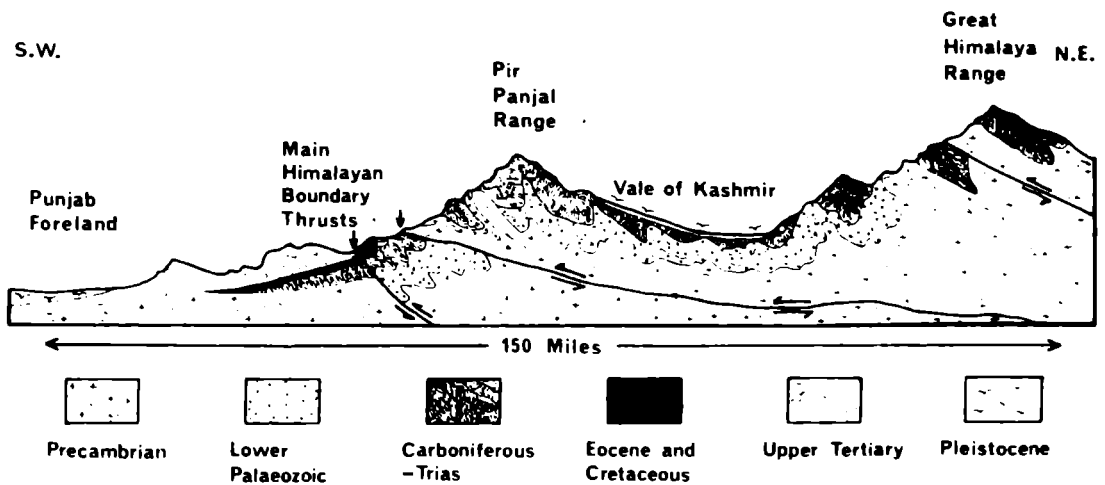 S.W.
Great
Himalaya
Range
N.E.
Pir
Panjal
Range
Main
Himalayan
Boundary
Thrusts
Punjab
Foreland
Vale of Kashmir
150 Miles
Precambrian
Lower
Palaeozoic
Carboniferous
-Trias
Eocene and
Cretaceous
Upper Tertiary
Pleistocene